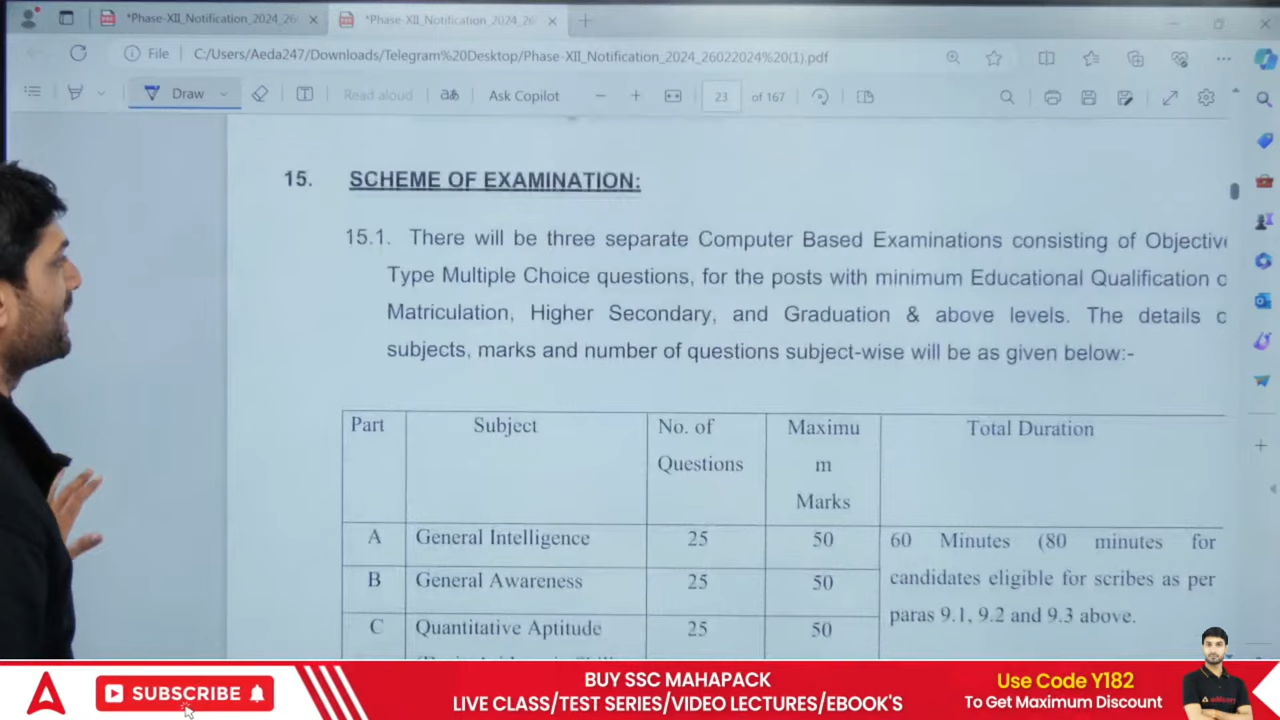 *Phase-XII_Notification_2024_26
*Phase-XII_Notification_2024_26
File
C:/Users/Aeda247/Downloads/Telegram%20Desktop/Phase-XII_Notification_2024_26022024%20(1).pdf
Draw
Read aloud
Ask Copilot
23
of 167
15. SCHEME OF EXAMINATION:
15.1. There will be three separate Computer Based Examinations consisting of Objective
Type Multiple Choice questions, for the posts with minimum Educational Qualification o
Matriculation, Higher Secondary, and Graduation & above levels. The details o
subjects, marks and number of questions subject-wise will be as given below:-
Part Subject No. of Questions Maximu m Marks Total Duration
A General Intelligence 25 50 60 Minutes (80 minutes for
B General Awareness 25 50 candidates eligible for scribes as per
C Quantitative Aptitude 25 50 paras 9.1, 9.2 and 9.3 above.
SUBSCRIBE
BUY SSC MAHAPACK
LIVE CLASS/TEST SERIES/VIDEO LECTURES/EBOOK'S
Use Code Y182
To Get Maximum Discount